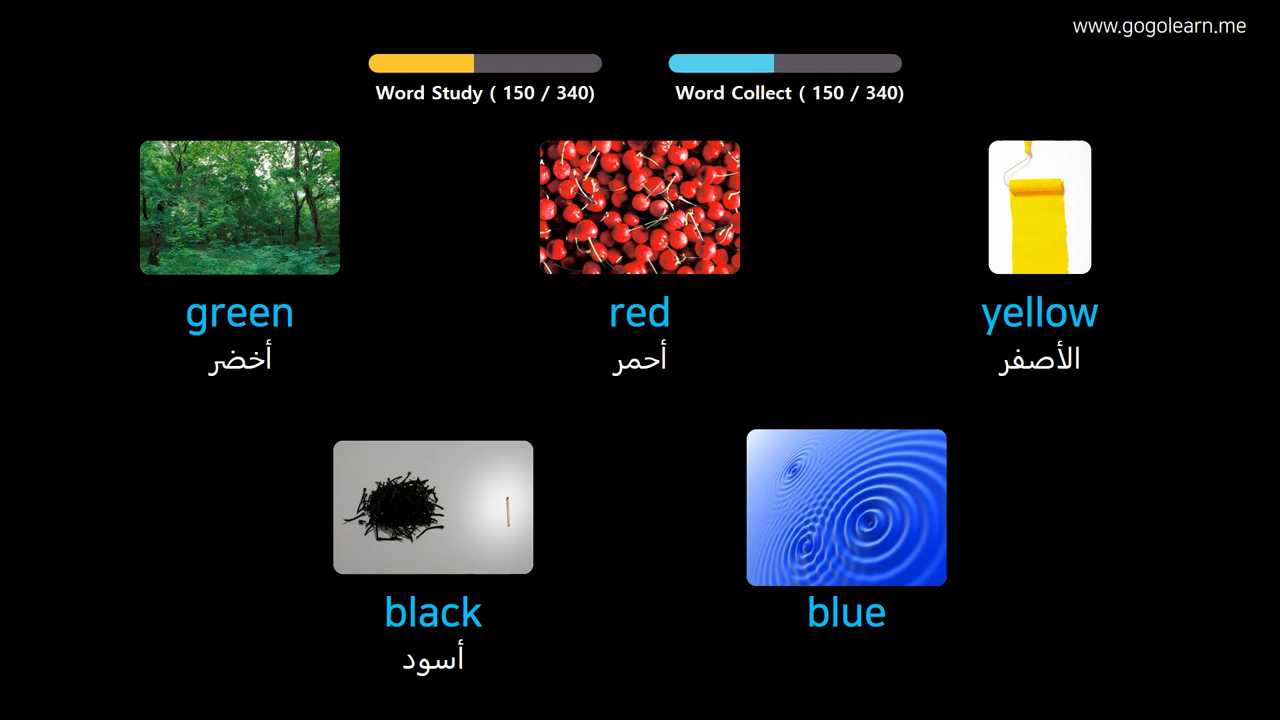 www.gogolearn.me
Word Study ( 150 / 340)
Word Collect ( 150 / 340)
green
أخضر
red
أحمر
yellow
الأصفر
black
أسود
blue